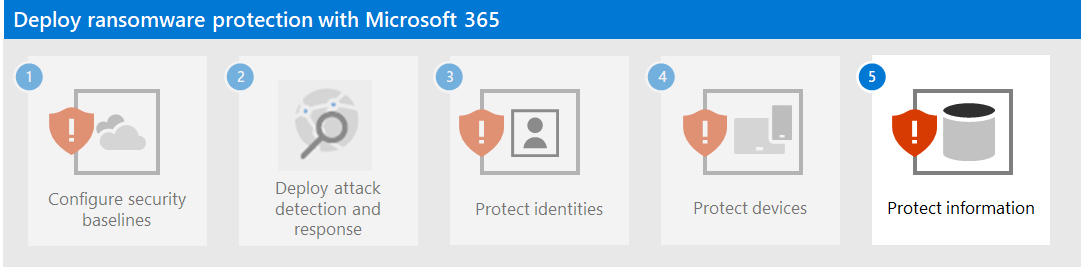 Deploy ransomware protection with Microsoft 365
1
Configure security
baselines
2
Deploy attack
detection and
response
3
Protect identities
4
Protect devices
5
Protect information